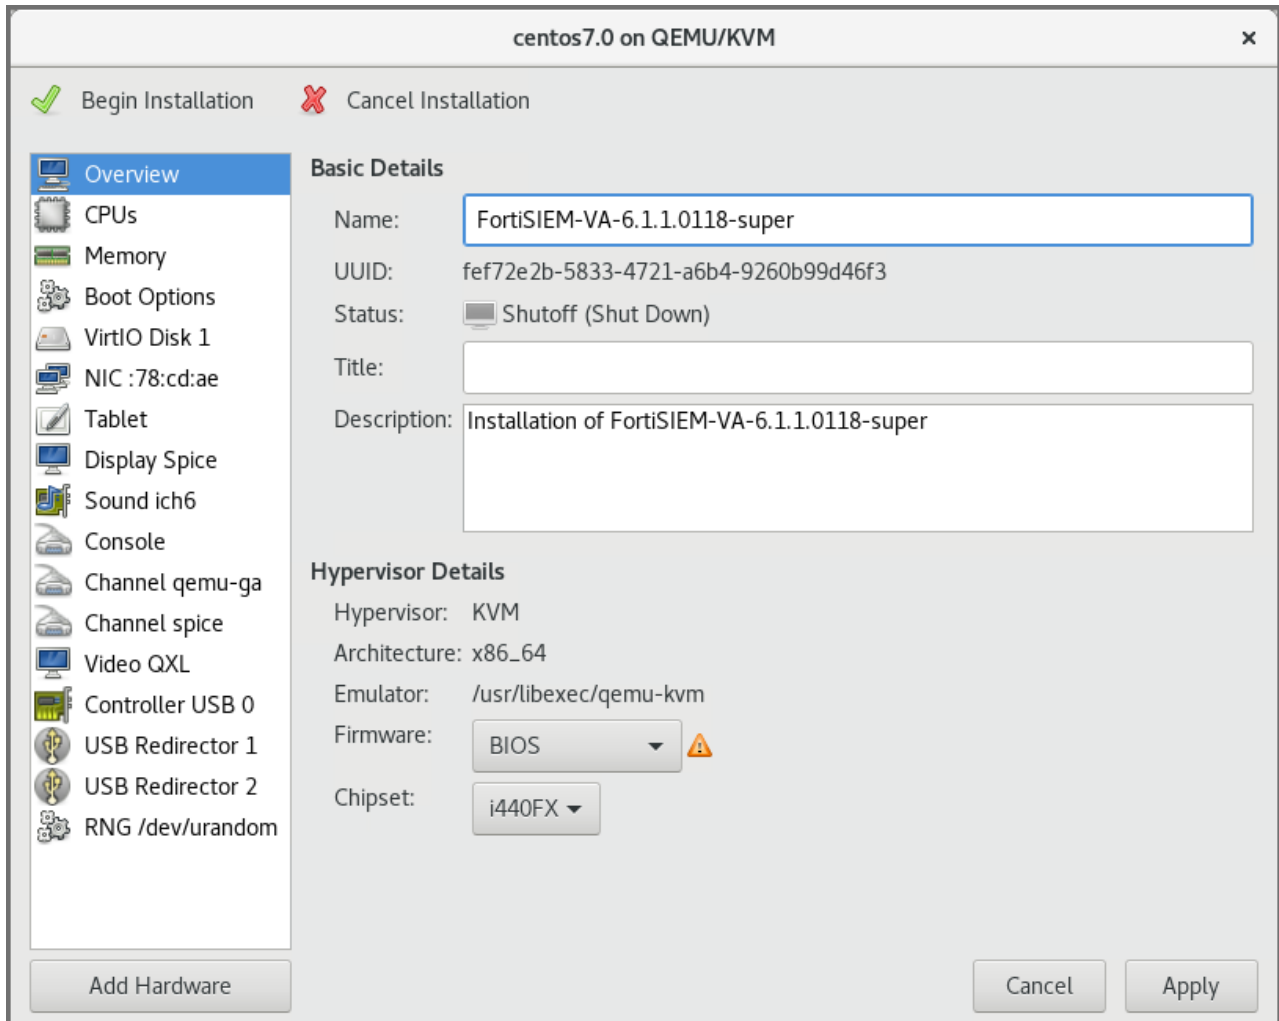 centos7.0 on QEMU/KVM
×
Begin Installation
Cancel Installation
Overview
CPUs
Memory
Boot Options
VirtIO Disk 1
NIC :78:cd:ae
Tablet
Display Spice
Sound ich6
Console
Channel qemu-ga
Channel spice
Video QXL
Controller USB 0
USB Redirector 1
USB Redirector 2
RNG /dev/urandom
Add Hardware
Basic Details
Name: FortiSIEM-VA-6.1.1.0118-super
UUID: fef72e2b-5833-4721-a6b4-9260b99d46f3
Status: Shutoff (Shut Down)
Title:
Description: Installation of FortiSIEM-VA-6.1.1.0118-super
Hypervisor Details
Hypervisor: KVM
Architecture: x86_64
Emulator: /usr/libexec/qemu-kvm
Firmware: BIOS
Chipset: i440FX
Cancel
Apply